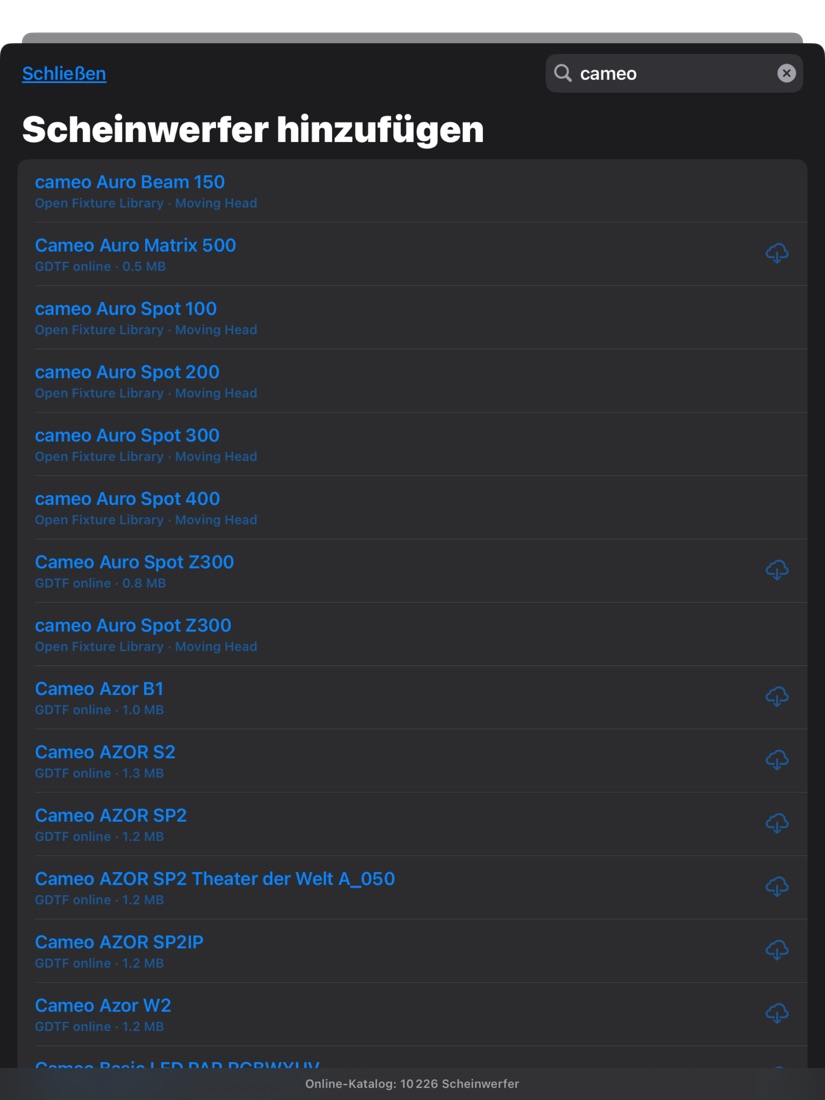 Schließen
cameo
Scheinwerfer hinzufügen
cameo Auro Beam 150
Open Fixture Library · Moving Head
Cameo Auro Matrix 500
GDTF online · 0.5 MB
cameo Auro Spot 100
Open Fixture Library · Moving Head
cameo Auro Spot 200
Open Fixture Library · Moving Head
cameo Auro Spot 300
Open Fixture Library · Moving Head
cameo Auro Spot 400
Open Fixture Library · Moving Head
Cameo Auro Spot Z300
GDTF online · 0.8 MB
cameo Auro Spot Z300
Open Fixture Library · Moving Head
Cameo Azor B1
GDTF online · 1.0 MB
Cameo AZOR S2
GDTF online · 1.3 MB
Cameo AZOR SP2
GDTF online · 1.2 MB
Cameo AZOR SP2 Theater der Welt A_050
GDTF online · 1.2 MB
Cameo AZOR SP2IP
GDTF online · 1.2 MB
Cameo Azor W2
GDTF online · 1.2 MB
Cameo Basic LED PAR RGBWXUV
Online-Katalog: 10 226 Scheinwerfer